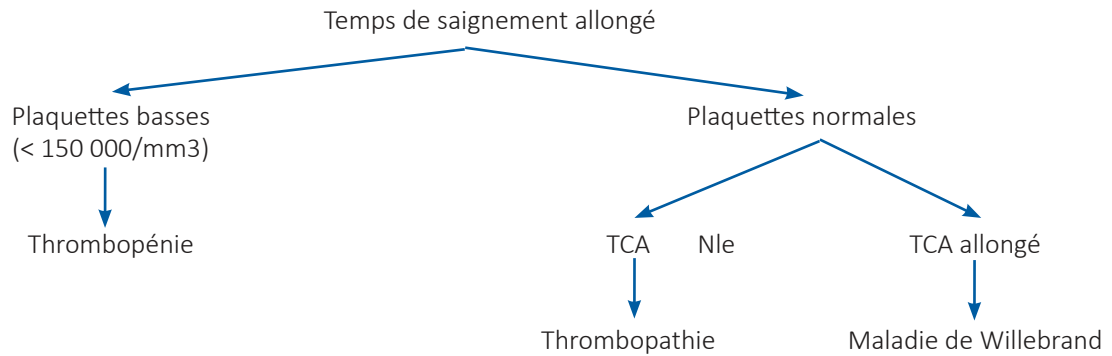 Temps de saignement allongé
Plaquettes basses
(< 150 000/mm3)
Plaquettes normales
Thrombopénie
TCA Nle
TCA allongé
Thrombopathie
Maladie de Willebrand